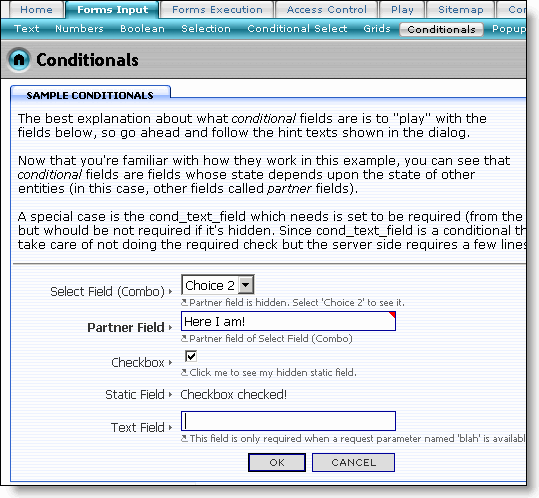 Home Forms Input Forms Execution Access Control Play Sitemap
Text Numbers Boolean Selection Conditional Select Grids Conditionals Popup
Conditionals
SAMPLE CONDITIONALS
The best explanation about what conditional fields are is to "play" with the
fields below, so go ahead and follow the hint texts shown in the dialog.
Now that you're familiar with how they work in this example, you can see that
conditional fields are fields whose state depends upon the state of other
entities (in this case, other fields called partner fields).
A special case is the cond_text_field which needs is set to be required (from the
but whould be not required if it's hidden. Since cond_text_field is a conditional th
take care of not doing the required check but the server side requires a few lines
Select Field (Combo) Choice 2
Partner field is hidden. Select 'Choice 2' to see it.
Partner Field Here I am!
Partner field of Select Field (Combo)
Checkbox
Click me to see my hidden static field.
Static Field Checkbox checked!
Text Field
This field is only required when a request parameter named 'blah' is availabl
OK CANCEL